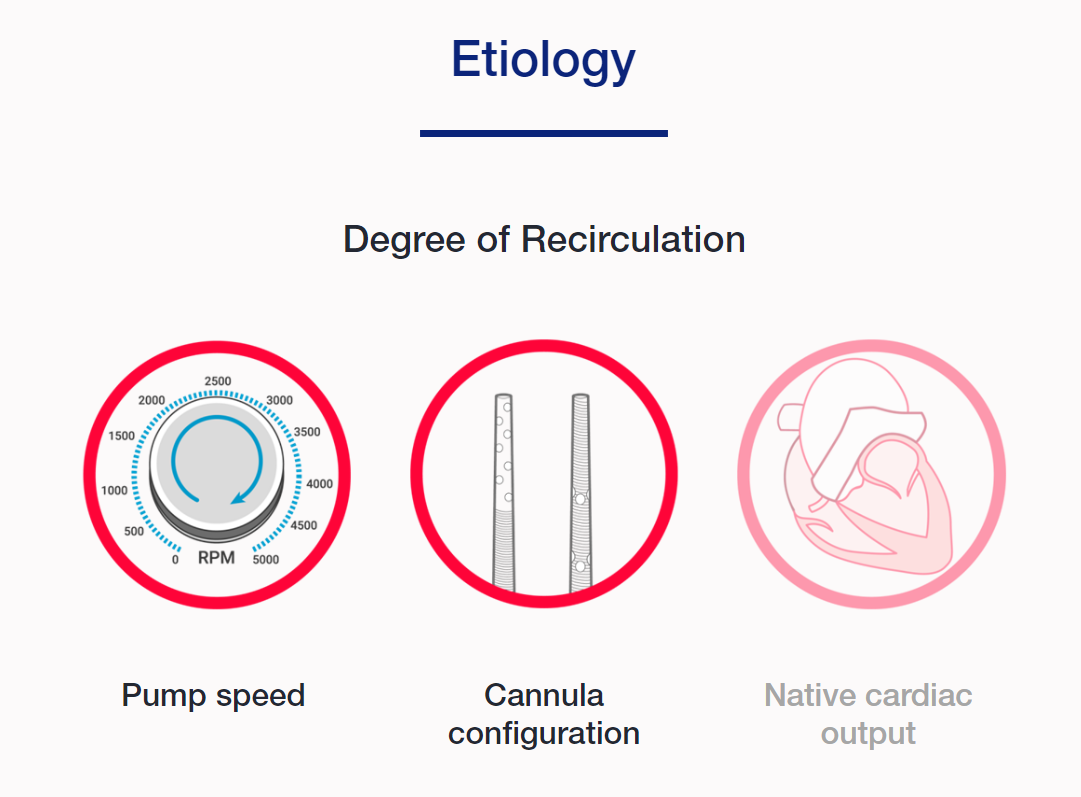 Etiology
Degree of Recirculation
2500
2000
3000
1500
3500
1000
4000
500
4500
0
RPM
5000
Pump speed
Cannula
configuration
Native cardiac
output